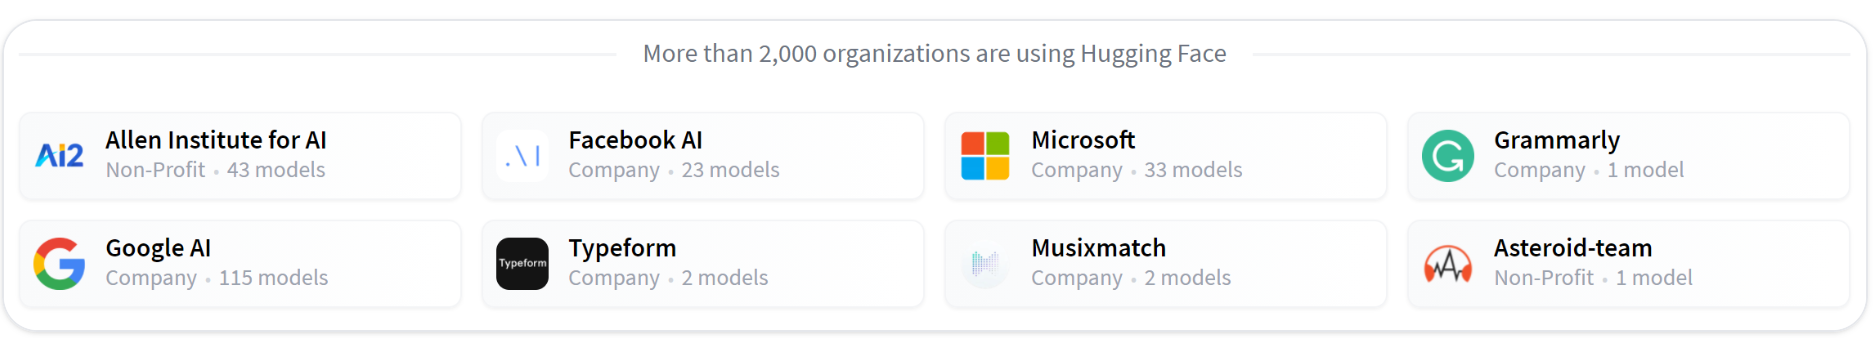 More than 2,000 organizations are using Hugging Face
Ai2
Allen Institute for AI
Non-Profit • 43 models
.\ I
Facebook AI
Company • 23 models
Microsoft
Company • 33 models
Grammarly
Company • 1 model
Google AI
Company • 115 models
Typeform
Typeform
Company • 2 models
Musixmatch
Company • 2 models
Asteroid-team
Non-Profit • 1 model